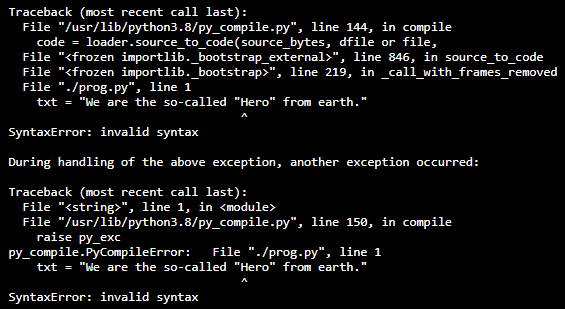 Traceback (most recent call last):
  File "/usr/lib/python3.8/py_compile.py", line 144, in compile
    code = loader.source_to_code(source_bytes, dfile or file,
  File "<frozen importlib._bootstrap_external>", line 846, in source_to_code
  File "<frozen importlib._bootstrap>", line 219, in _call_with_frames_removed
  File "./prog.py", line 1
    txt = "We are the so-called "Hero" from earth."
                                 ^
SyntaxError: invalid syntax

During handling of the above exception, another exception occurred:

Traceback (most recent call last):
  File "<string>", line 1, in <module>
  File "/usr/lib/python3.8/py_compile.py", line 150, in compile
    raise py_exc
py_compile.PyCompileError:   File "./prog.py", line 1
    txt = "We are the so-called "Hero" from earth."
                                 ^
SyntaxError: invalid syntax